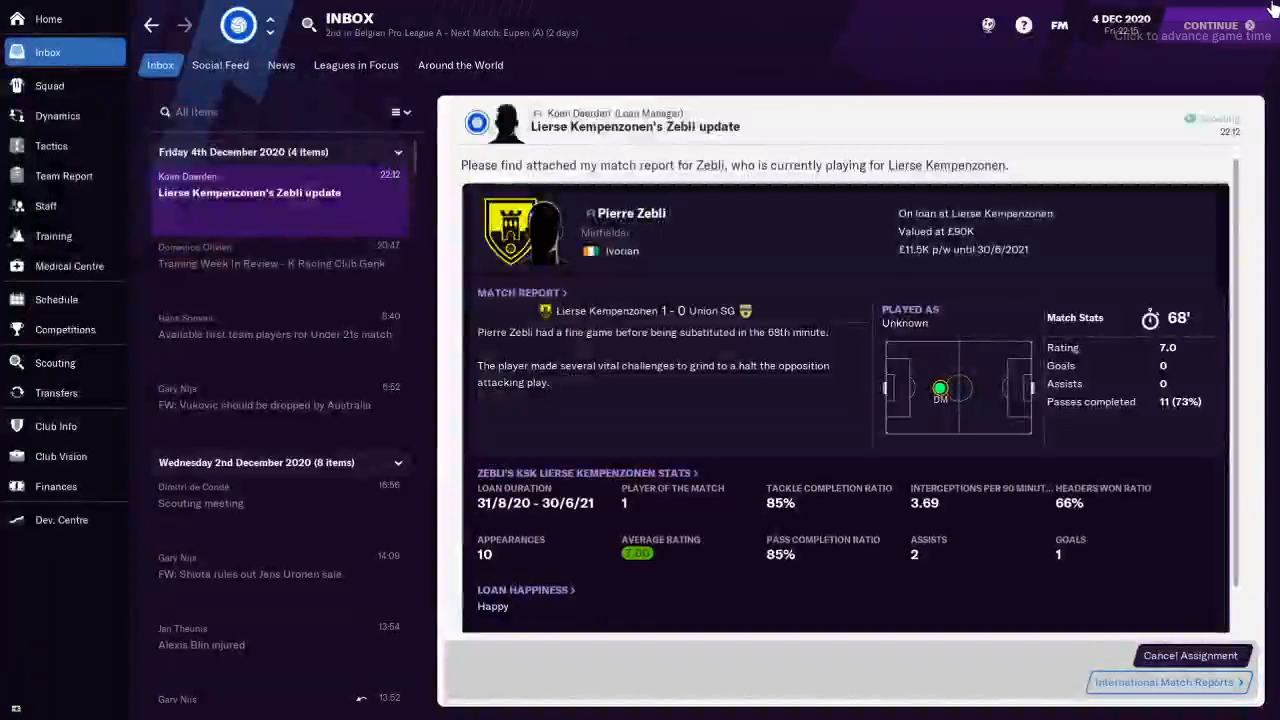 Home
Inbox
Squad
Dynamics
Tactics
Team Report
Staff
Training
Medical Centre
Schedule
Competitions
Scouting
Transfers
Club Info
Club Vision
Finances
Dev. Centre
INBOX
2nd in Belgian Pro League A - Next Match: Eupen (A) (2 days)
FM
4 DEC 2020
Fri 22:15
CONTINUE
Click to advance game time
Inbox
Social Feed
News
Leagues in Focus
Around the World
All Items
Friday 4th December 2020 (4 items)
Koen Daerden 22:12
Lierse Kempenzonen's Zebli update
Domenico Olivieri 20:47
Training Week In Review - K Racing Club Genk
Hans Somers 8:40
Available first team players for Under 21s match
Gary Nijs 6:52
FW: Vukovic should be dropped by Australia
Wednesday 2nd December 2020 (8 items)
Dimitri de Condé 16:56
Scouting meeting
Gary Nijs 14:09
FW: Shiota rules out Jens Uronen sale
Jan Theunis 13:54
Alexis Blin injured
Gary Nijs 13:52
Koen Daerden (Loan Manager)
Lierse Kempenzonen's Zebli update
Scouting
22:12
Please find attached my match report for Zebli, who is currently playing for Lierse Kempenzonen.
Pierre Zebli
Midfielder
Ivorian
On loan at Lierse Kempenzonen
Valued at £90K
£11.5K p/w until 30/6/2021
MATCH REPORT >
Lierse Kempenzonen 1 - 0 Union SG
Pierre Zebli had a fine game before being substituted in the 68th minute.
The player made several vital challenges to grind to a halt the opposition
attacking play.
PLAYED AS
Unknown
DM
Match Stats 68'
Rating 7.0
Goals 0
Assists 0
Passes completed 11 (73%)
ZEBLI'S KSK LIERSE KEMPENZONEN STATS >
LOAN DURATION
31/8/20 - 30/6/21
PLAYER OF THE MATCH
1
TACKLE COMPLETION RATIO
85%
INTERCEPTIONS PER 90 MINUT...
3.69
HEADERS WON RATIO
66%
APPEARANCES
10
AVERAGE RATING
7.00
PASS COMPLETION RATIO
85%
ASSISTS
2
GOALS
1
LOAN HAPPINESS >
Happy
Cancel Assignment
International Match Reports >